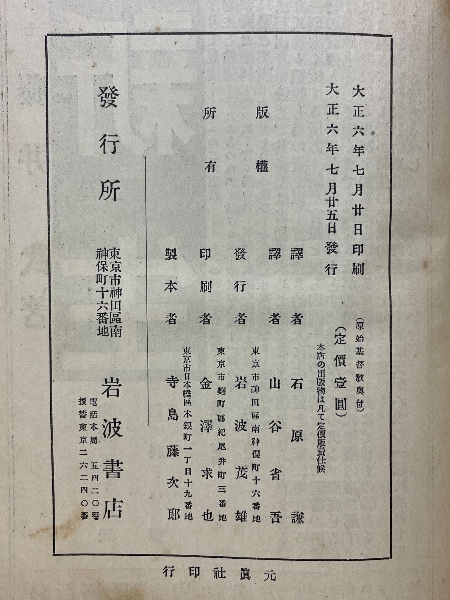 大正六年七月廿日印刷
大正六年七月廿五日發行
(原始基督敎奧付)
(定價壹圓)
本店の出版物は凡て定價販賣仕候
版權
所有
譯者 石原謙
譯者 山谷省吾
東京市神田區南神保町十六番地
發行者 岩波茂雄
東京市麴町區紀尾井町三番地
印刷者 金澤求也
東京市日本橋區本銀町一丁目十九番地
製本者 寺島藤次郎
發行所
東京市神田區南
神保町十六番地
岩波書店
電話本局 五四二〇番
振替東京二六二四〇番
元眞社印行